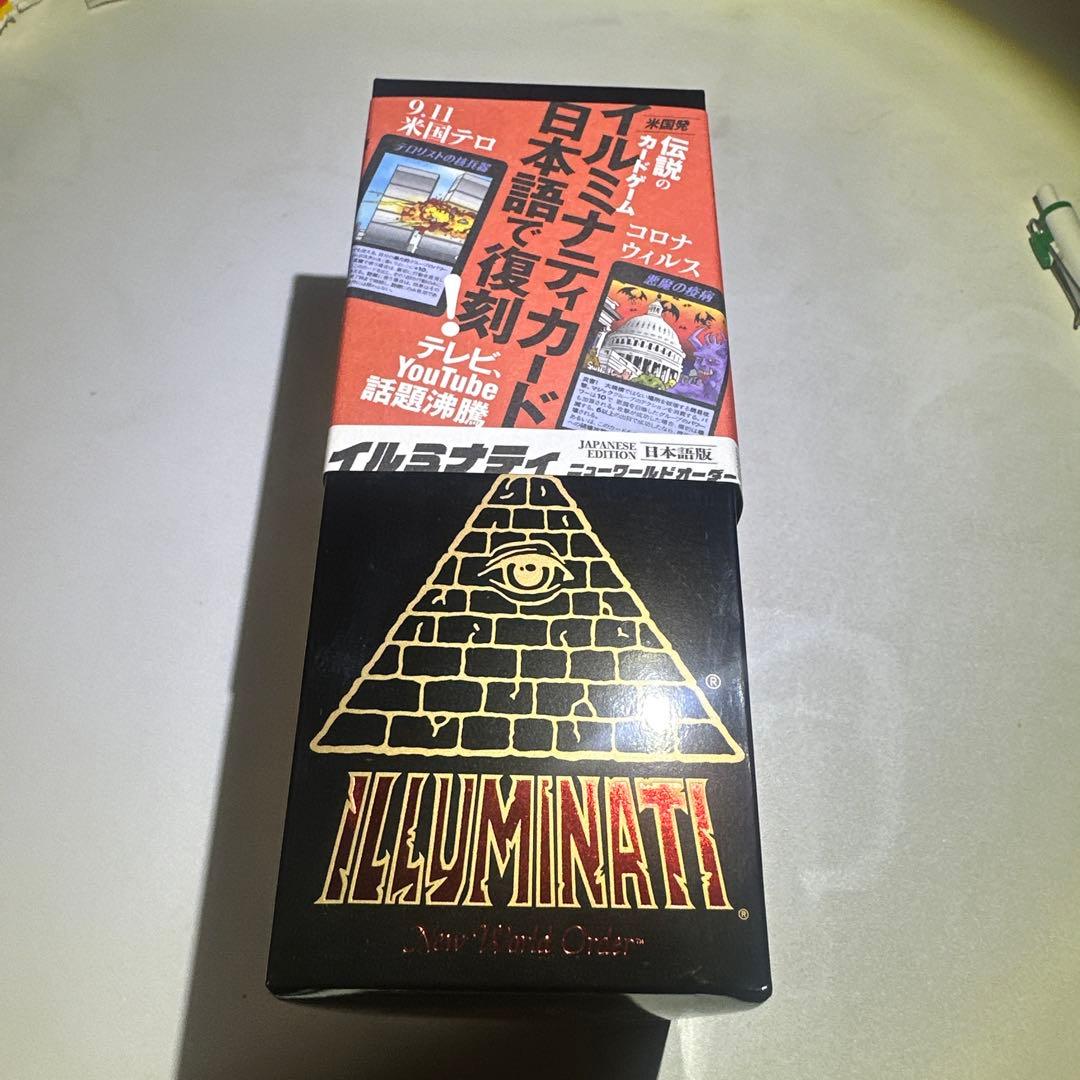 米国発
伝説の
カードゲーム
イルミナティカード
日本語で復刻
!
9.11
米国テロ
テロリストの核兵器
コロナ
ウィルス
悪魔の疫病
テレビ、
YouTube
話題沸騰
イルミナティ
ニューワールドオーダー
JAPANESE
EDITION
日本語版
®
ILLUMINATI
®
New World Order™